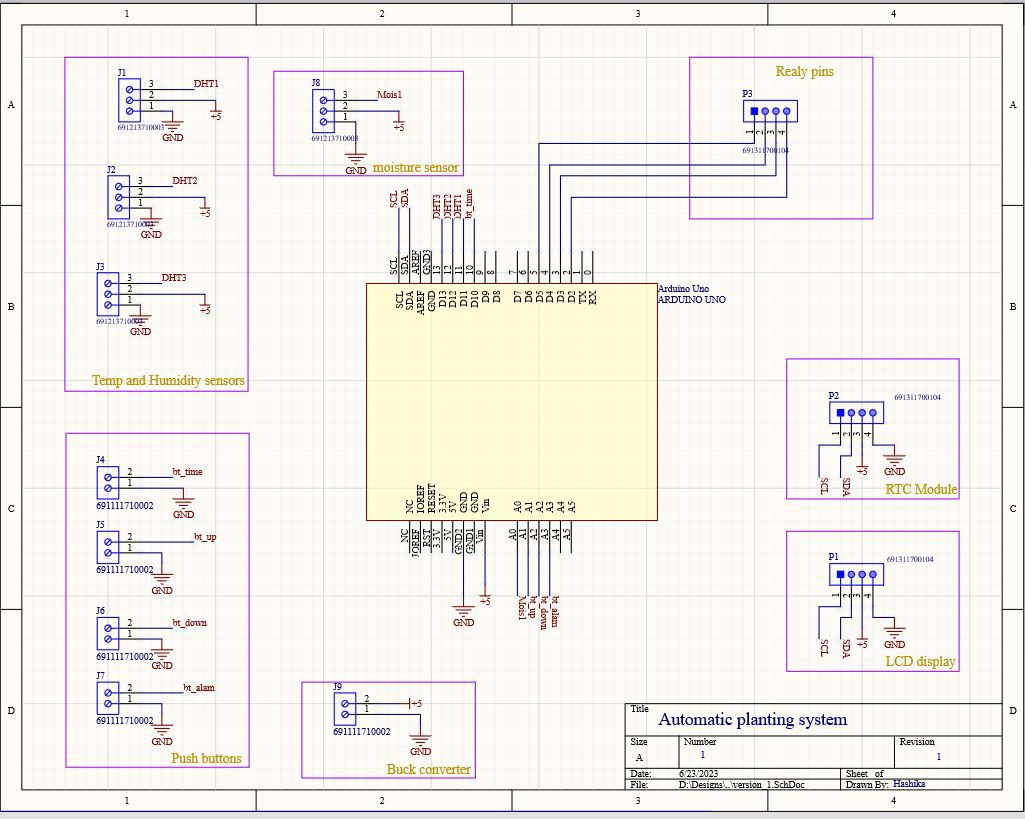 1 2 3 4
A
B
C
D
A
B
C
D
J1
3 DHT1
2
1
+5
691213710003
GND
J2
3 DHT2
2
1
+5
GND
J3
3 DHT3
2
1
+5
GND
Temp and Humidity sensors
J8
3 Mois1
2
1
+5
691213710003
GND
moisture sensor
Realy pins
P3
1 2 3 4
691311700104
SCL SDA DHT3 DHT2 DHT1 bt_time
SCL SDA AREF GND3 13 12 11 10 9 8 7 6 5 4 3 2 1 0
SCL SDA AREF GND D13 D12 D11 D10 D9 D8 D7 D6 D5 D4 D3 D2 TX RX
Arduino Uno
ARDUINO UNO
NC IOREF RESET 3.3V 5V GND GND Vin A0 A1 A2 A3 A4 A5
NC IOREF RST 3.3V 5V GND2 GND1 Vin A0 A1 A2 A3 A4 A5
GND
+5
Mois1 bt_up bt_down bt_alam
P2
691311700104
1 2 3 4
SCL SDA +5 GND
RTC Module
P1
691311700104
1 2 3 4
SCL SDA +5 GND
LCD display
J4
2 bt_time
1
691111710002
GND
J5
2 bt_up
1
691111710002
GND
J6
2 bt_down
1
691111710002
GND
J7
2 bt_alam
1
691111710002
GND
Push buttons
J9
2 +5
1
691111710002
GND
Buck converter
Title
Automatic planting system
Size Number Revision
A 1 1
Date: 6/23/2023 Sheet of
File: D:\Designs\..\version_1.SchDoc Drawn By: Hashika
1 2 3 4